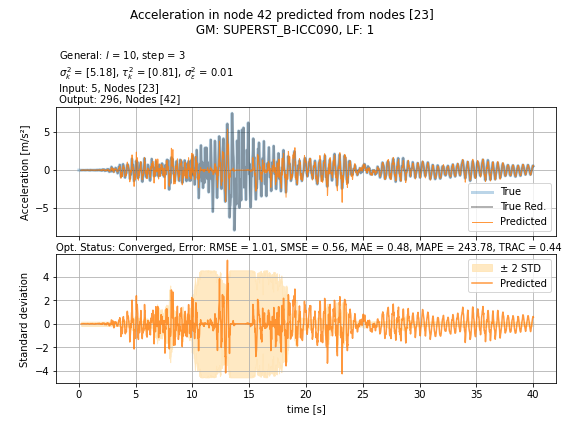 Acceleration in node 42 predicted from nodes [23]
GM: SUPERST_B-ICC090, LF: 1
General: l = 10, step = 3
σ²ₖ = [5.18], τ²ₖ = [0.81], σ²ε = 0.01
Input: 5, Nodes [23]
Output: 296, Nodes [42]
Acceleration [m/s²]
5
0
−5
True
True Red.
Predicted
Opt. Status: Converged, Error: RMSE = 1.01, SMSE = 0.56, MAE = 0.48, MAPE = 243.78, TRAC = 0.44
Standard deviation
4
2
0
−2
−4
± 2 STD
Predicted
0 5 10 15 20 25 30 35 40
time [s]